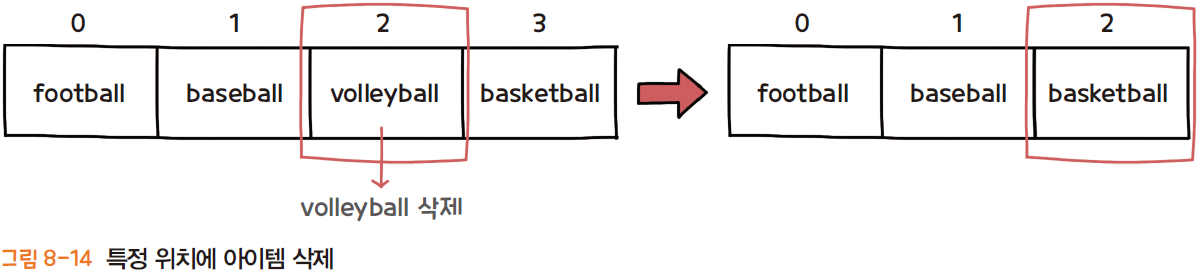 0 1 2 3 0 1 2
football baseball volleyball basketball football baseball basketball
volleyball 삭제
그림 8-14 특정 위치에 아이템 삭제